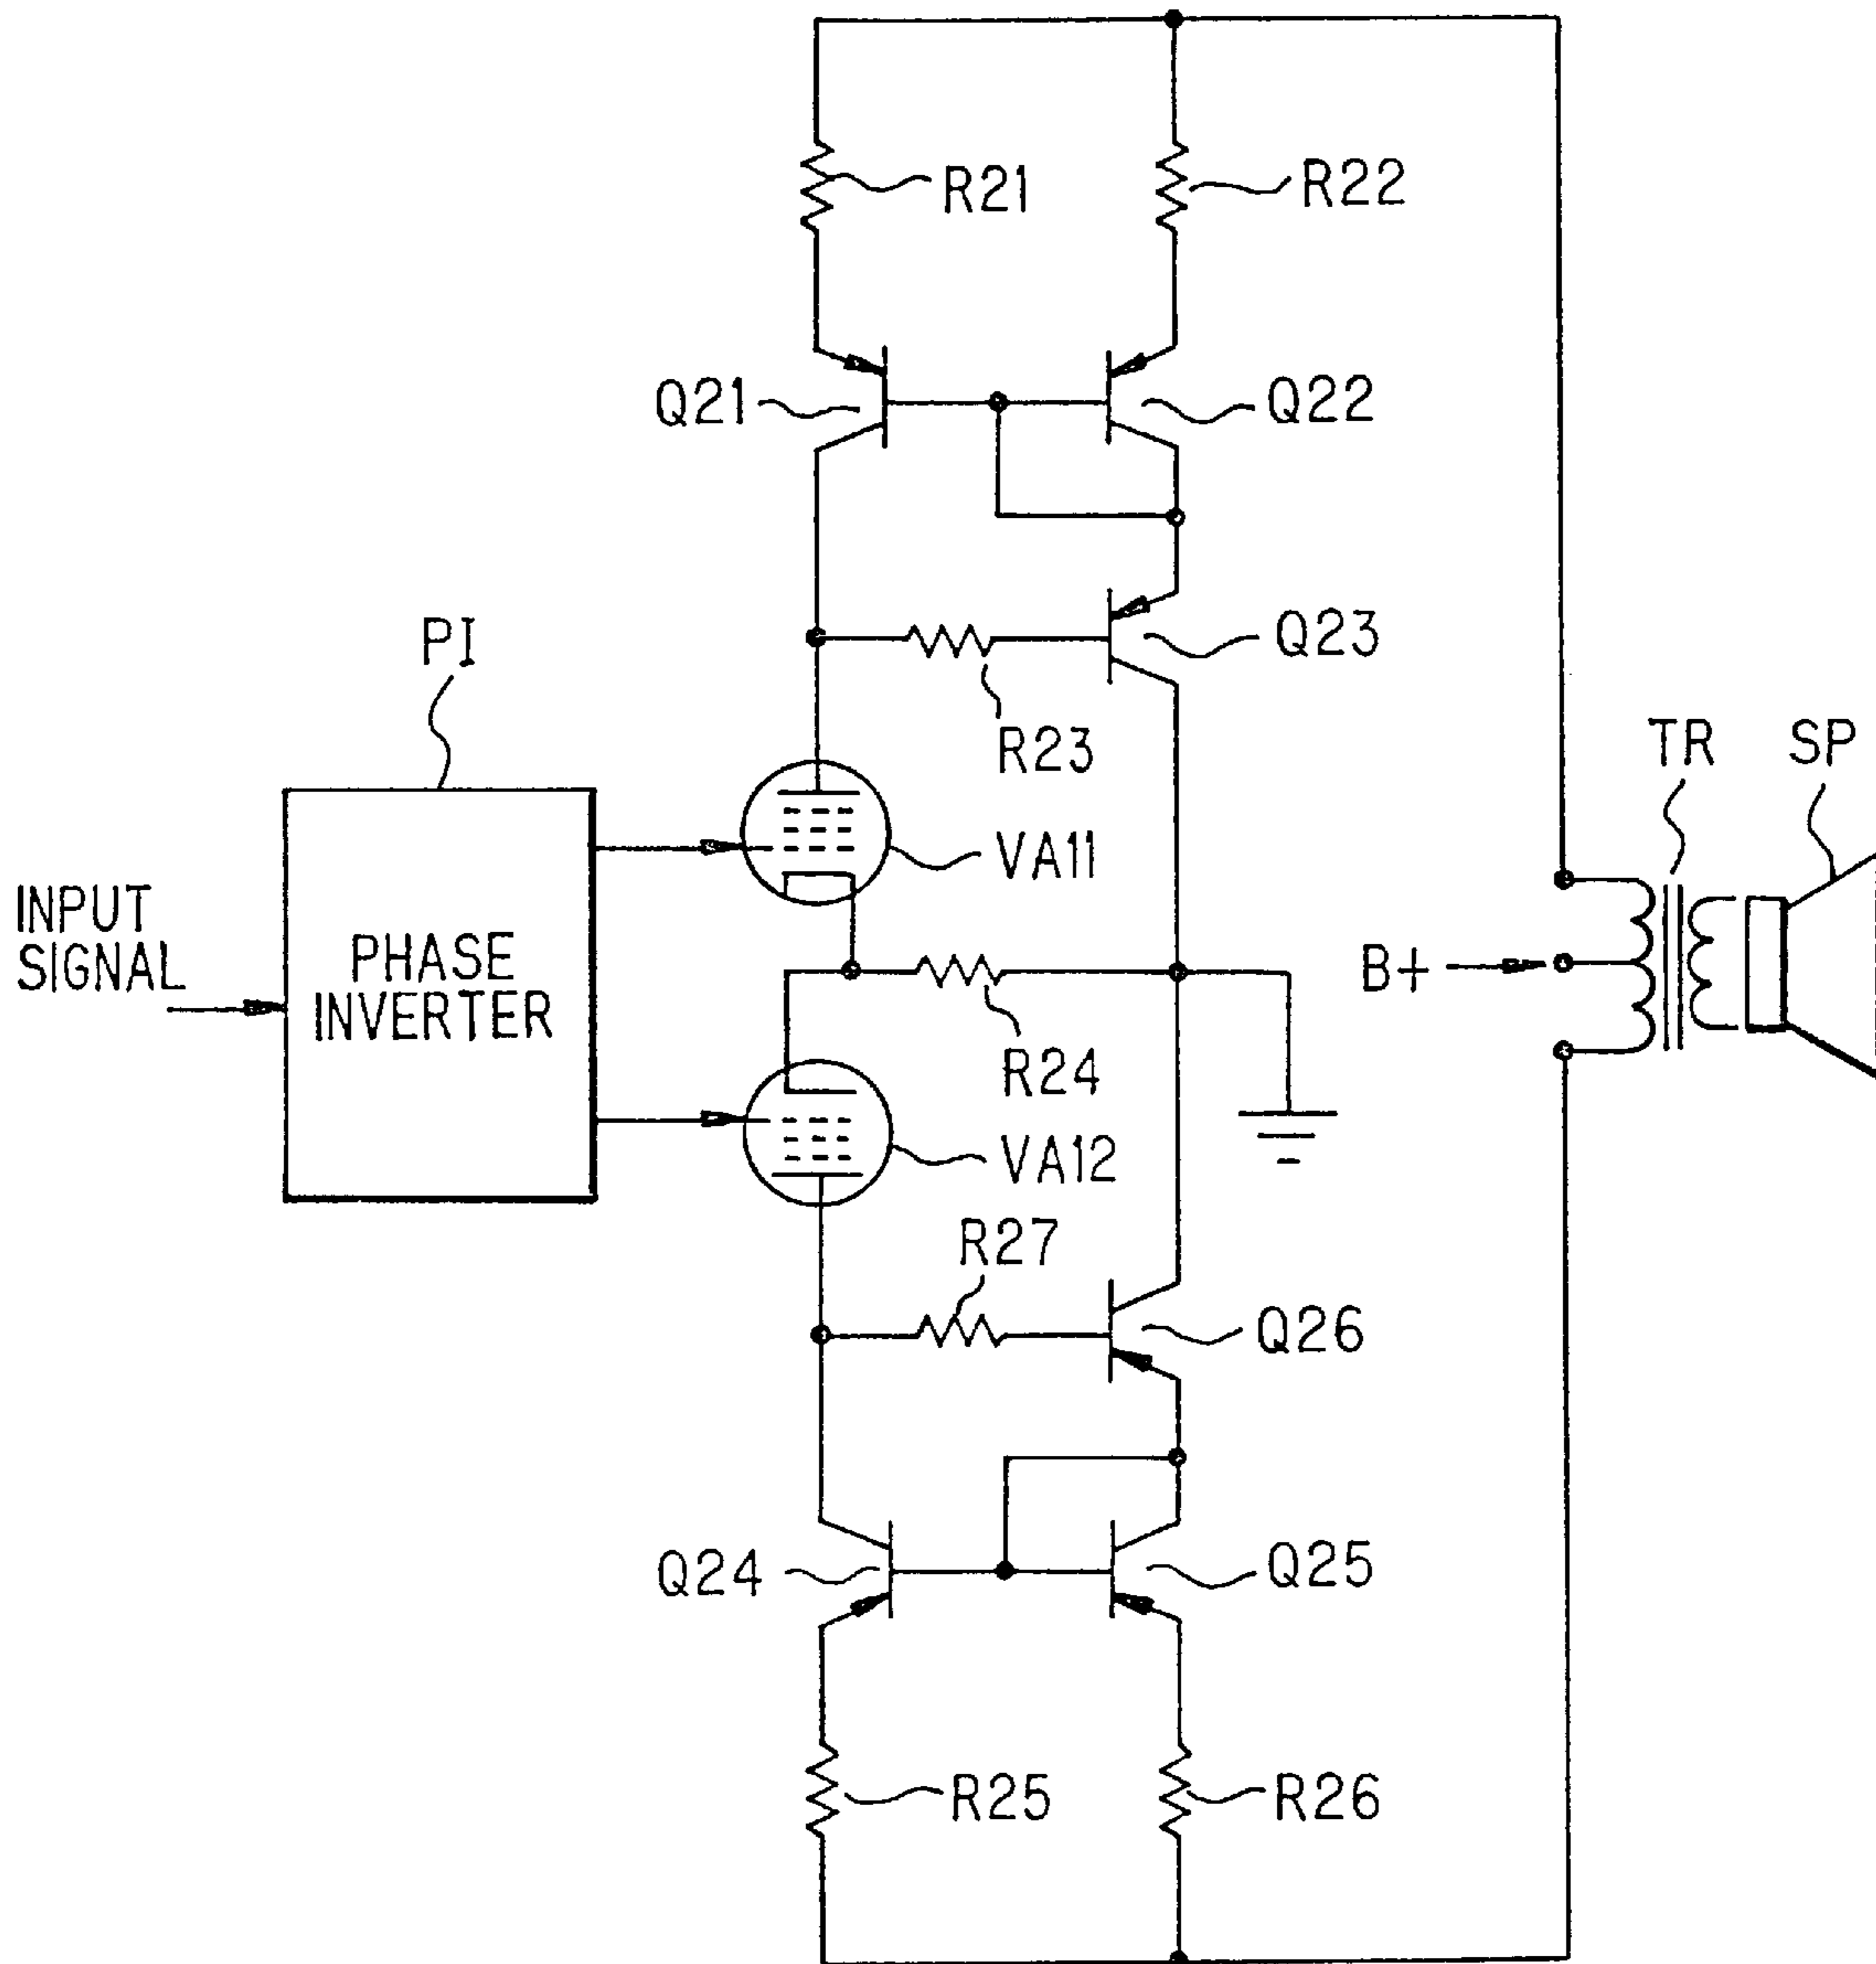 R21
R22
Q21
Q22
PI
Q23
R23
TR
SP
VA11
INPUT
SIGNAL
PHASE
INVERTER
B+
R24
VA12
R27
Q26
Q24
Q25
R25
R26